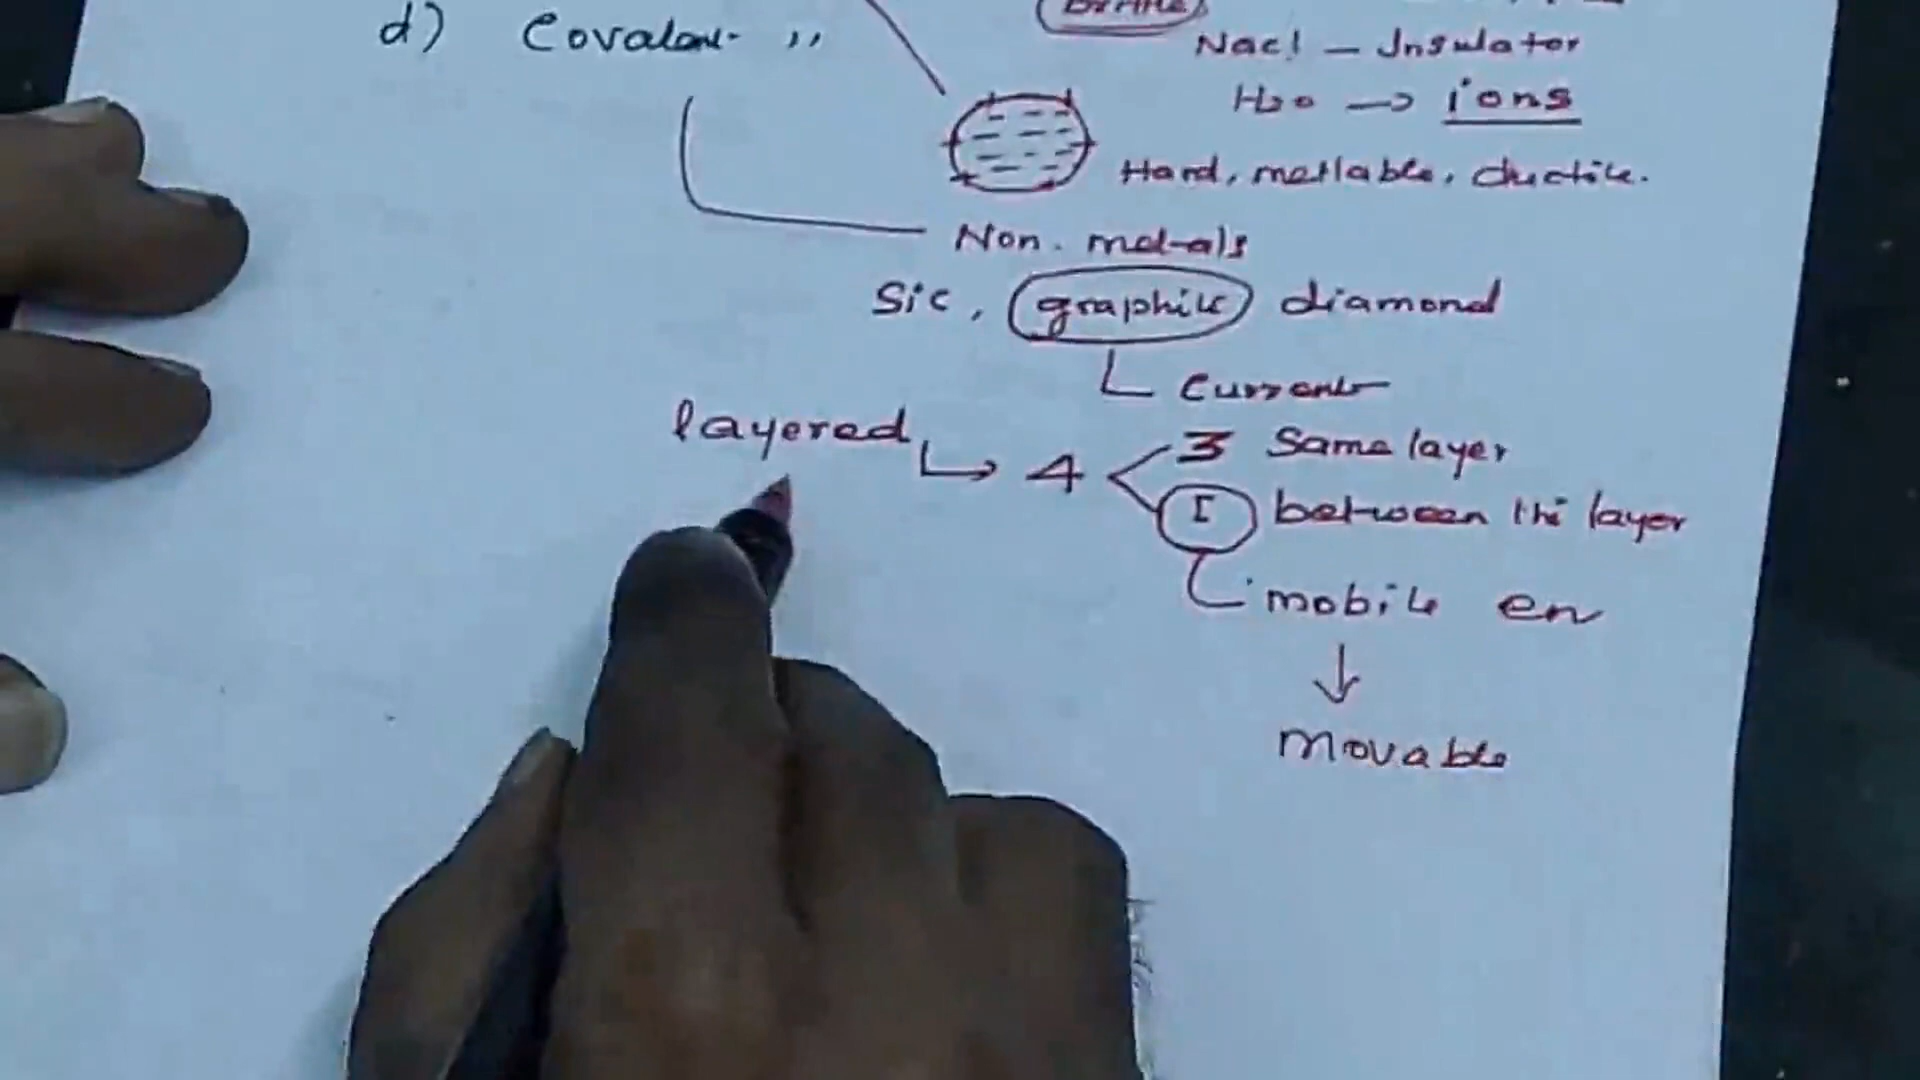 d) Covalent ,,
Nacl - Insulator
H2O → ions
Hard, mallable, ductile.
Non. metals
Sic, graphite diamond
Current
layered → 4
3 Same layer
I between the layer
mobile en
↓
Movable